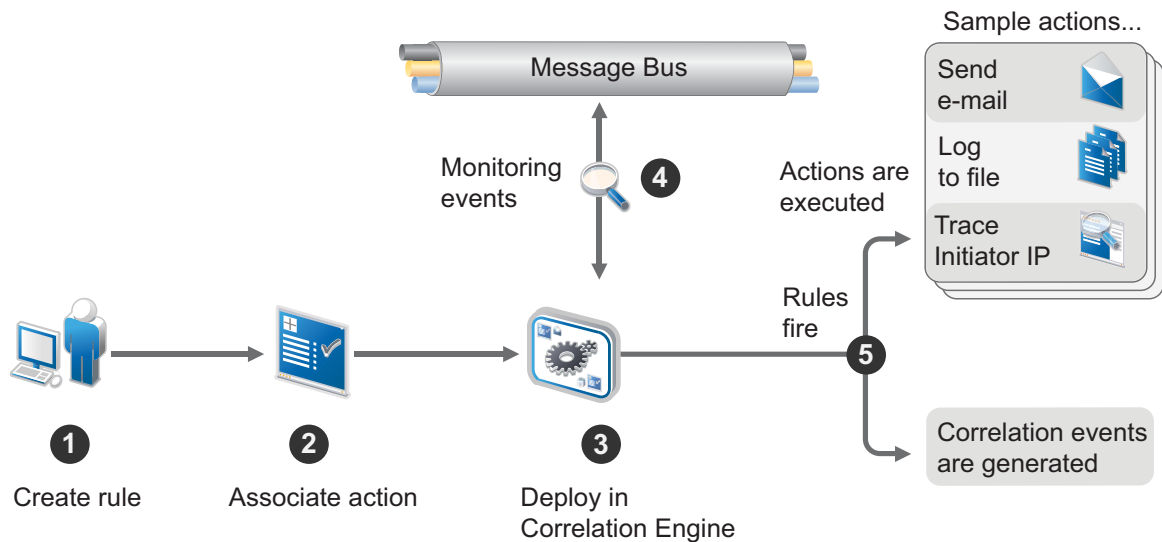 Sample actions...
Message Bus
Send
e-mail
Log
to file
Trace
Initiator IP
Monitoring
events
4
Actions are
executed
Rules
fire
5
1
Create rule
2
Associate action
3
Deploy in
Correlation Engine
Correlation events
are generated